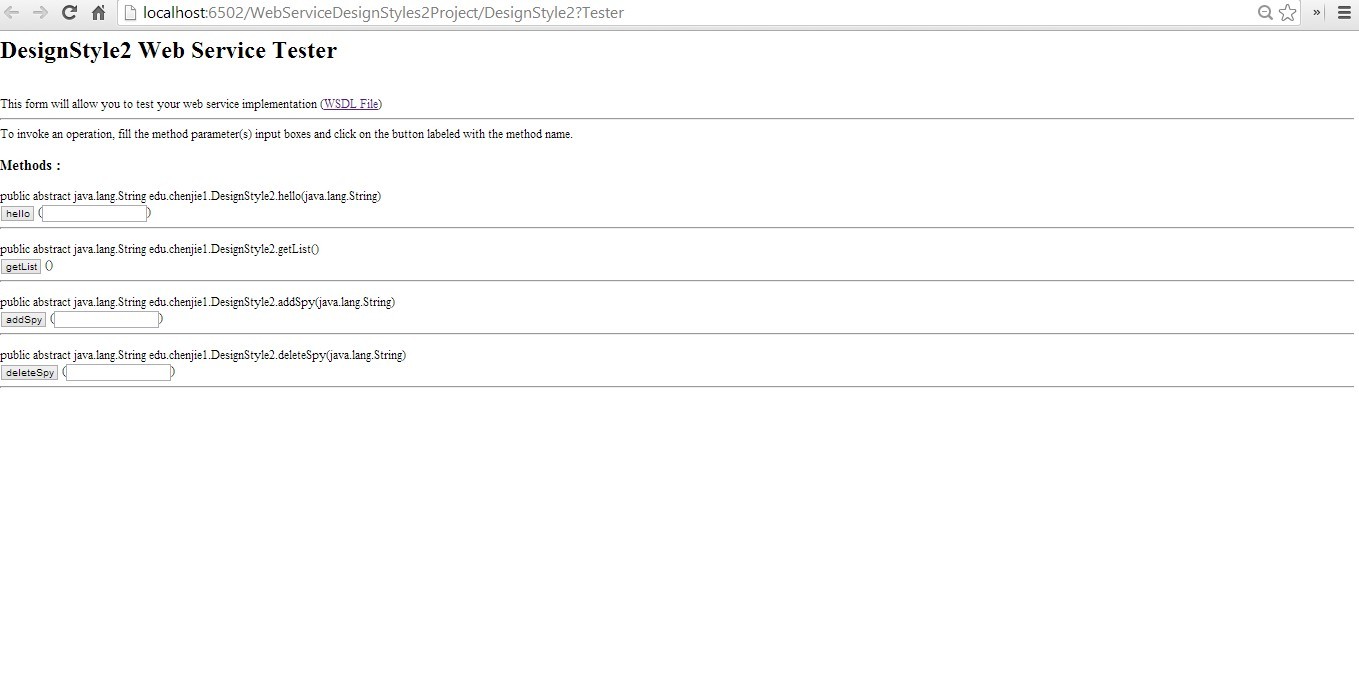 localhost:6502/WebServiceDesignStyles2Project/DesignStyle2?Tester
»
DesignStyle2 Web Service Tester
This form will allow you to test your web service implementation (WSDL File)
To invoke an operation, fill the method parameter(s) input boxes and click on the button labeled with the method name.
Methods :
public abstract java.lang.String edu.chenjie1.DesignStyle2.hello(java.lang.String)
hello ( )
public abstract java.lang.String edu.chenjie1.DesignStyle2.getList()
getList ()
public abstract java.lang.String edu.chenjie1.DesignStyle2.addSpy(java.lang.String)
addSpy ( )
public abstract java.lang.String edu.chenjie1.DesignStyle2.deleteSpy(java.lang.String)
deleteSpy ( )